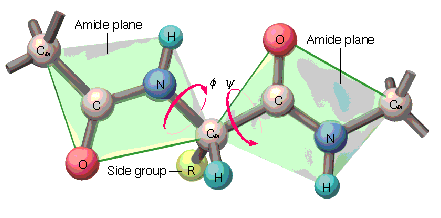 Amide plane
Amide plane
H
O
Cα
N
φ
ψ
C
C
Cα
Cα
N
O
Side group
R
H
H